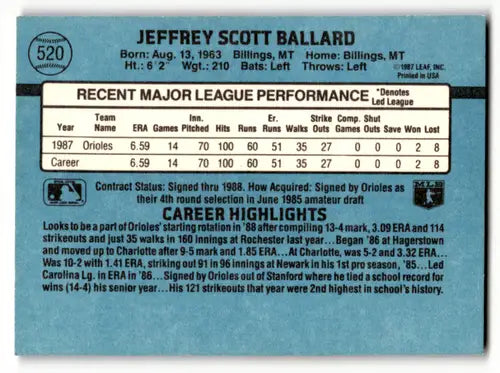 520
JEFFREY SCOTT BALLARD
Born: Aug. 13, 1963 Billings, MT Home: Billings, MT
Ht.: 6'2" Wgt.: 210 Bats: Left Throws: Left
©1987 LEAF, INC.
Printed in USA
RECENT MAJOR LEAGUE PERFORMANCE *Denotes Led League
Year Team Name ERA Games Inn. Pitched Hits Runs Er. Runs Walks Strike Outs Comp. Games Shut Outs Save Won Lost
1987 Orioles 6.59 14 70 100 60 51 35 27 0 0 0 2 8
Career 6.59 14 70 100 60 51 35 27 0 0 0 2 8
Contract Status: Signed thru 1988. How Acquired: Signed by Orioles as
their 4th round selection in June 1985 amateur draft
MLB
CAREER HIGHLIGHTS
Looks to be a part of Orioles' starting rotation in '88 after compiling 13-4 mark, 3.09 ERA and 114
strikeouts and just 35 walks in 160 innings at Rochester last year...Began '86 at Hagerstown
and moved up to Charlotte after 9-5 mark and 1.85 ERA...At Charlotte, was 5-2 and 3.32 ERA...
Was 10-2 with 1.41 ERA, striking out 91 in 96 innings at Newark in his 1st pro season, '85...Led
Carolina Lg. in ERA in '86...Signed by Orioles out of Stanford where he tied a school record for
wins (14-4) his senior year...His 121 strikeouts that year were 2nd highest in school's history.